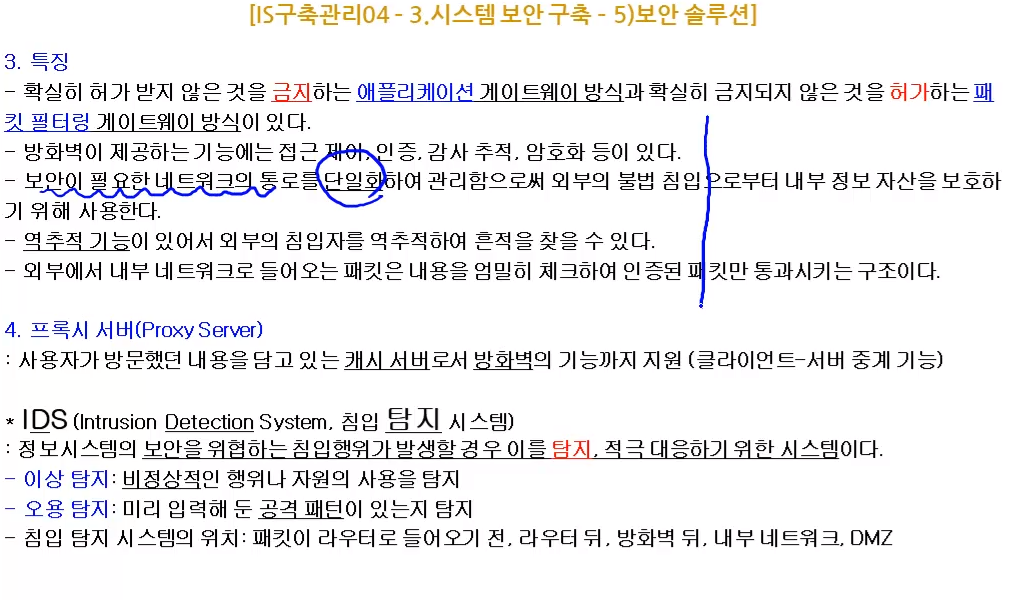 [IS구축관리04 - 3.시스템 보안 구축 - 5)보안 솔루션]
3. 특징
- 확실히 허가 받지 않은 것을 금지하는 애플리케이션 게이트웨이 방식과 확실히 금지되지 않은 것을 허가하는 패
킷 필터링 게이트웨이 방식이 있다.
- 방화벽이 제공하는 기능에는 접근 제어, 인증, 감사 추적, 암호화 등이 있다.
- 보안이 필요한 네트워크의 통로를 단일화하여 관리함으로써 외부의 불법 침입으로부터 내부 정보 자산을 보호하
기 위해 사용한다.
- 역추적 기능이 있어서 외부의 침입자를 역추적하여 흔적을 찾을 수 있다.
- 외부에서 내부 네트워크로 들어오는 패킷은 내용을 엄밀히 체크하여 인증된 패킷만 통과시키는 구조이다.
4. 프록시 서버(Proxy Server)
: 사용자가 방문했던 내용을 담고 있는 캐시 서버로서 방화벽의 기능까지 지원 (클라이언트-서버 중계 기능)
* IDS (Intrusion Detection System, 침입 탐지 시스템)
: 정보시스템의 보안을 위협하는 침입행위가 발생할 경우 이를 탐지, 적극 대응하기 위한 시스템이다.
- 이상 탐지: 비정상적인 행위나 자원의 사용을 탐지
- 오용 탐지: 미리 입력해 둔 공격 패턴이 있는지 탐지
- 침입 탐지 시스템의 위치: 패킷이 라우터로 들어오기 전, 라우터 뒤, 방화벽 뒤, 내부 네트워크, DMZ